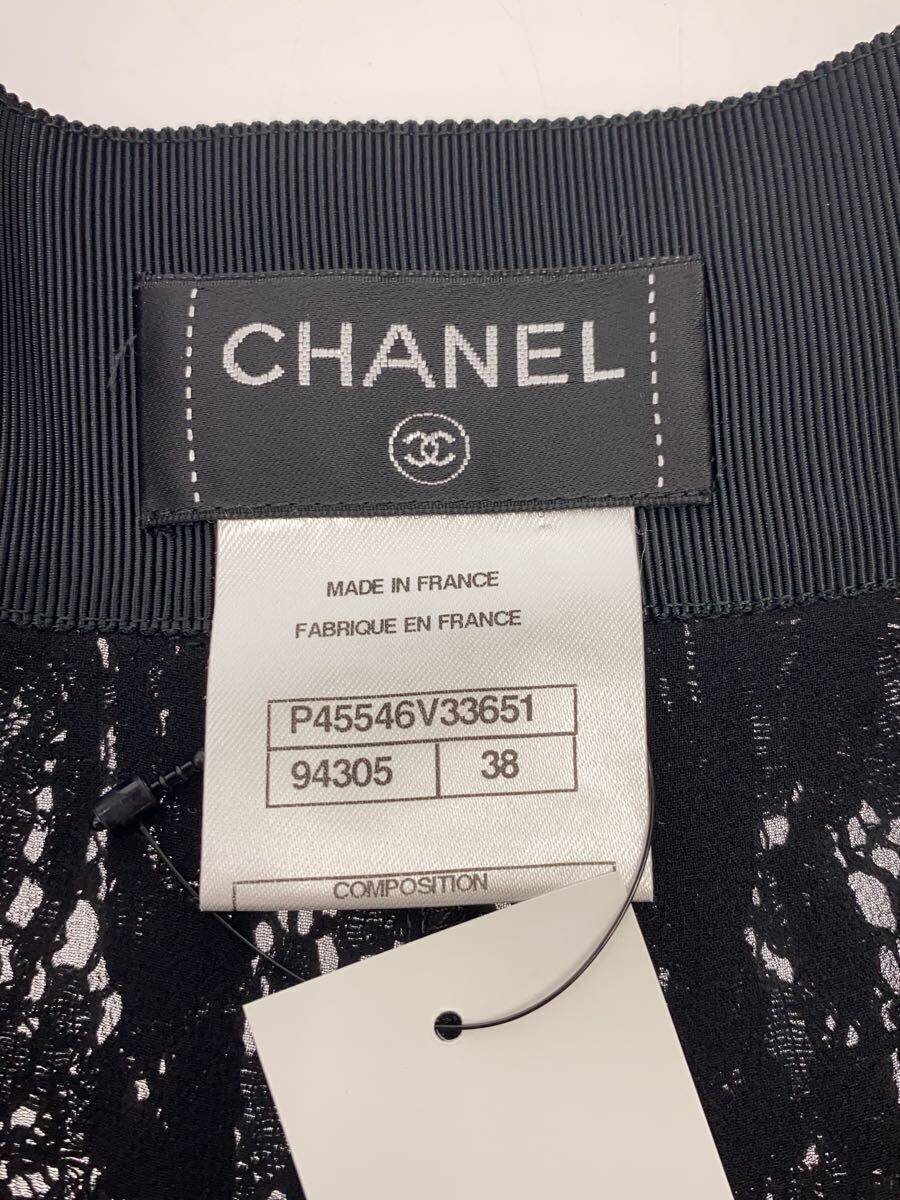 CHANEL
MADE IN FRANCE
FABRIQUE EN FRANCE
P45546V33651
94305 38
COMPOSITION